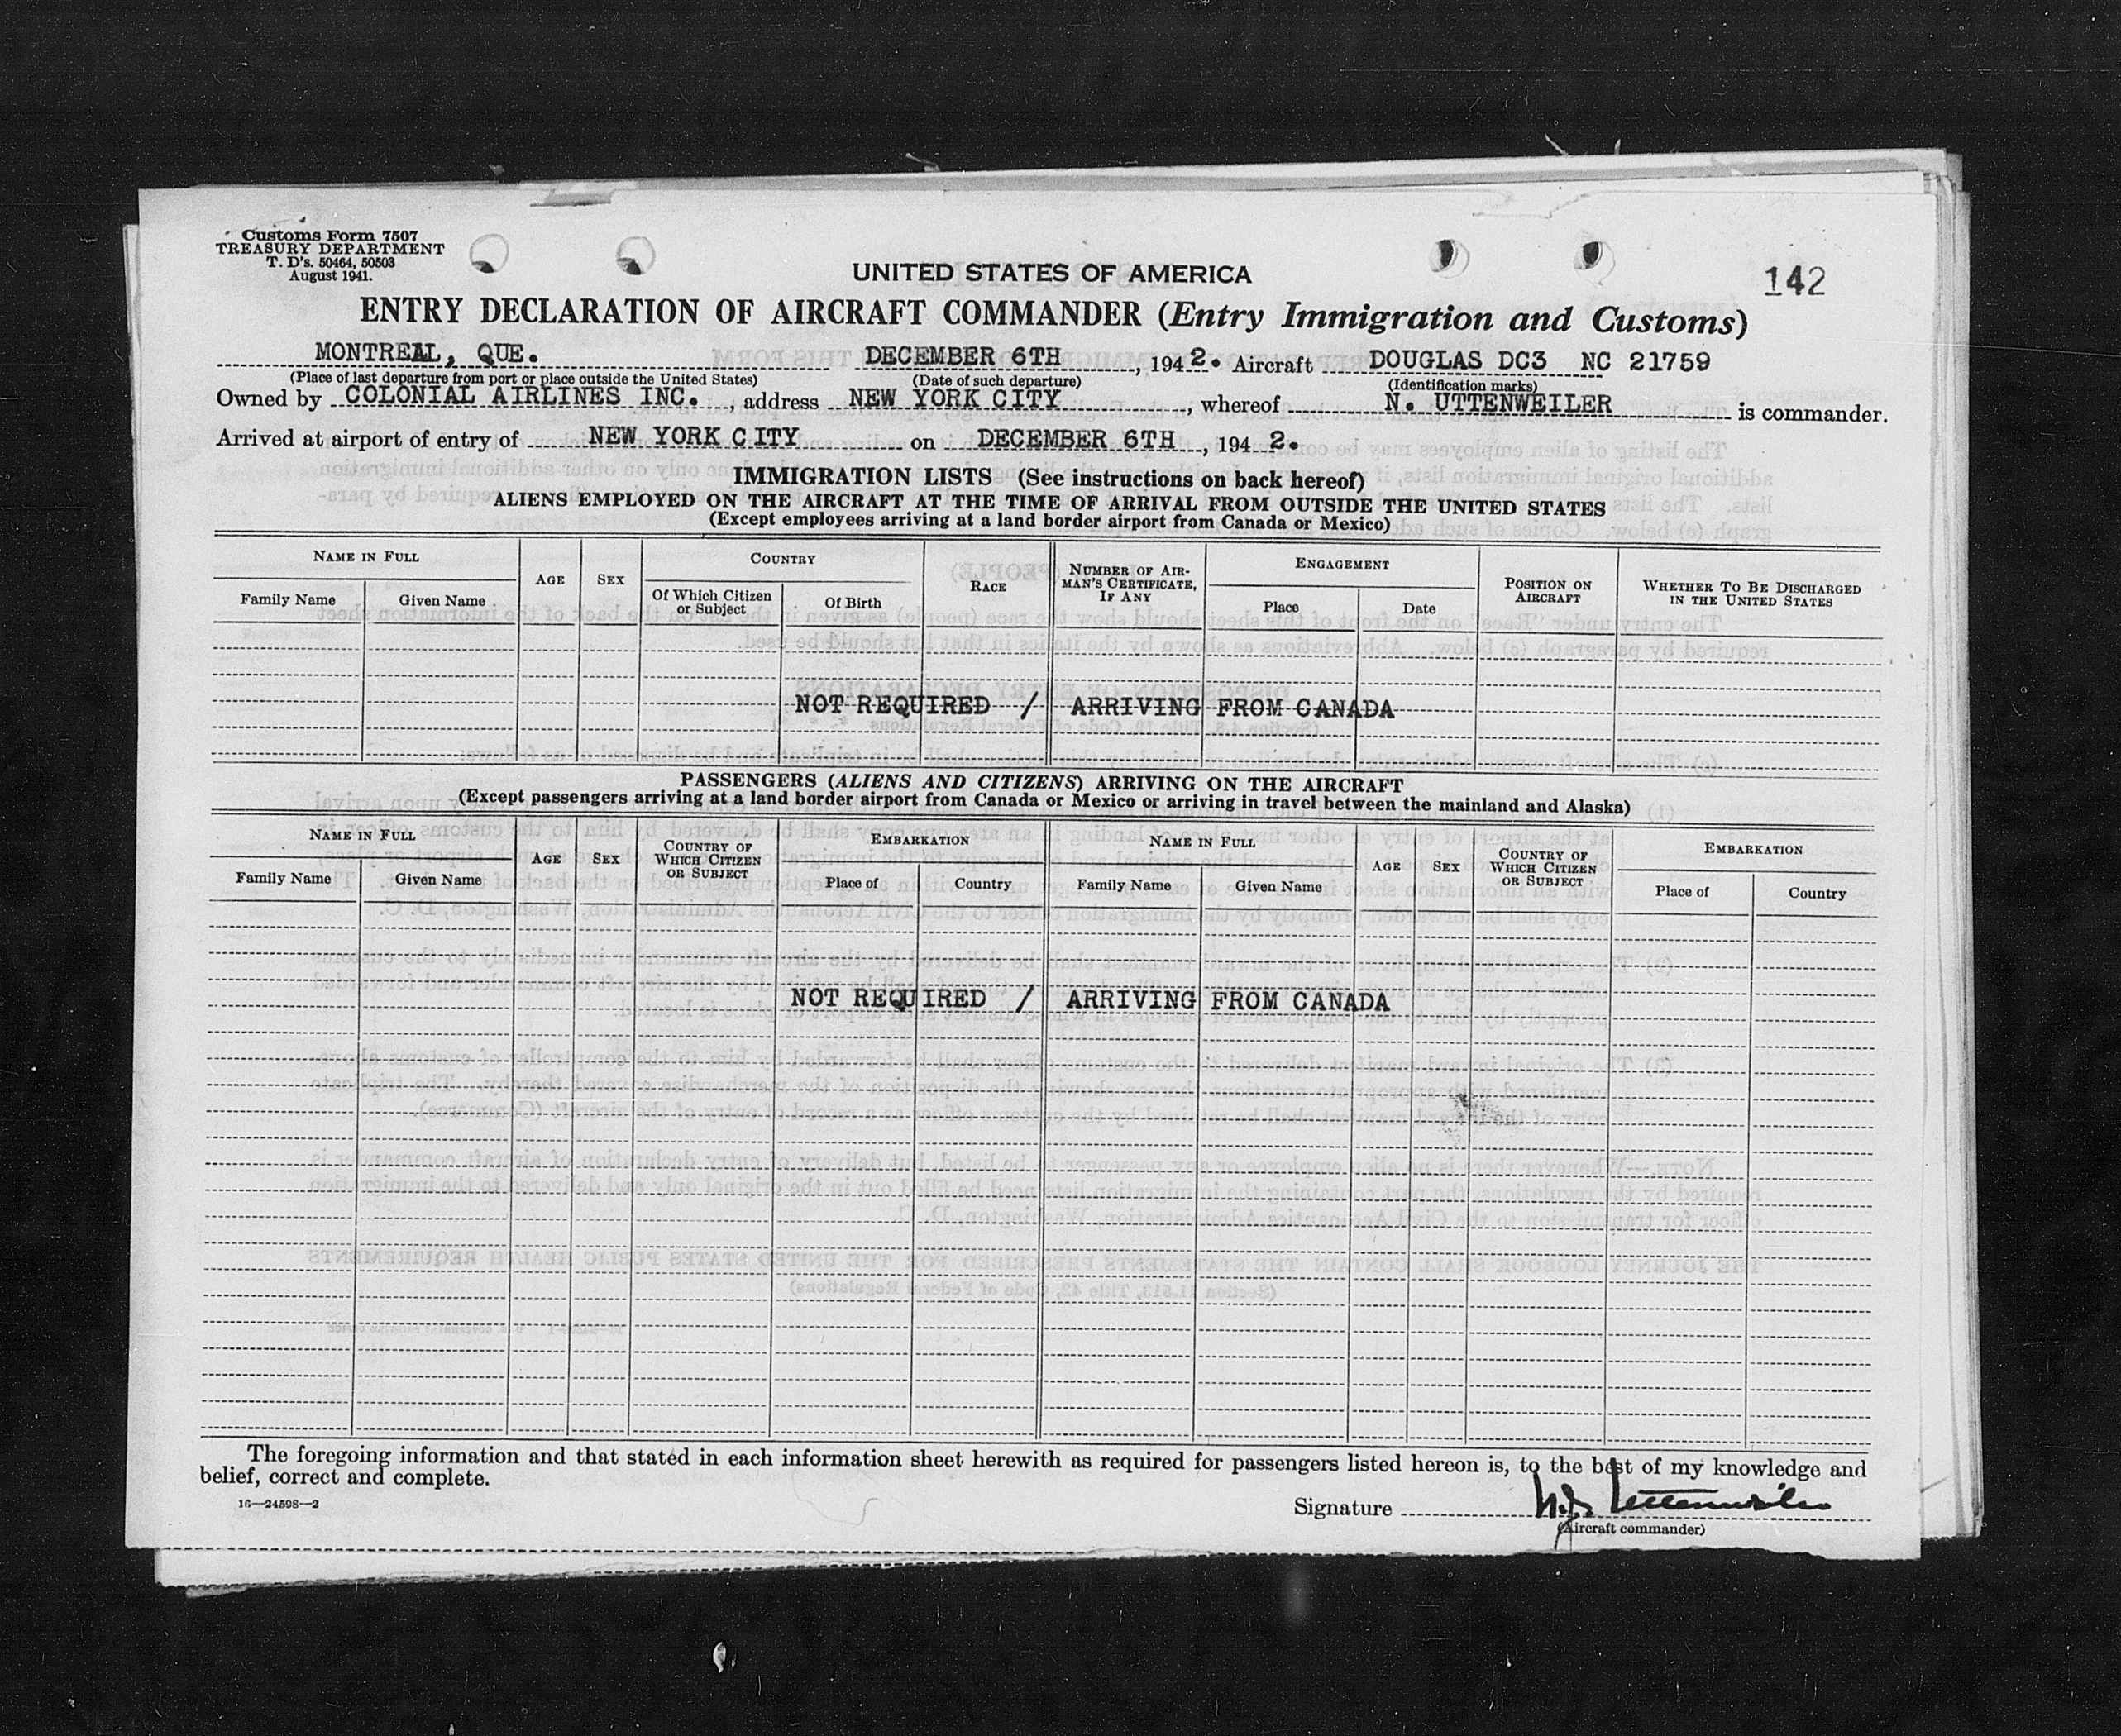 Customs Form 7507
TREASURY DEPARTMENT
T. D's. 50464, 50503
August 1941.
UNITED STATES OF AMERICA
142
ENTRY DECLARATION OF AIRCRAFT COMMANDER (Entry Immigration and Customs)
MONTREAL, QUE. DECEMBER 6TH, 1942. Aircraft DOUGLAS DC3 NC 21759
(Place of last departure from port or place outside the United States) (Date of such departure) (Identification marks)
Owned by COLONIAL AIRLINES INC., address NEW YORK CITY, whereof N. UTTENWEILER is commander.
Arrived at airport of entry of NEW YORK CITY on DECEMBER 6TH, 1942.
IMMIGRATION LISTS (See instructions on back hereof)
ALIENS EMPLOYED ON THE AIRCRAFT AT THE TIME OF ARRIVAL FROM OUTSIDE THE UNITED STATES
(Except employees arriving at a land border airport from Canada or Mexico)
NAME IN FULL
Family Name
Given Name
AGE
SEX
COUNTRY
Of Which Citizen
or Subject
Of Birth
RACE
NUMBER OF AIR-
MAN'S CERTIFICATE,
IF ANY
ENGAGEMENT
Place
Date
POSITION ON
AIRCRAFT
WHETHER TO BE DISCHARGED
IN THE UNITED STATES
NOT REQUIRED / ARRIVING FROM CANADA
PASSENGERS (ALIENS AND CITIZENS) ARRIVING ON THE AIRCRAFT
(Except passengers arriving at a land border airport from Canada or Mexico or arriving in travel between the mainland and Alaska)
NAME IN FULL
Family Name
Given Name
AGE
SEX
COUNTRY OF
WHICH CITIZEN
OR SUBJECT
EMBARKATION
Place of
Country
NAME IN FULL
Family Name
Given Name
AGE
SEX
COUNTRY OF
WHICH CITIZEN
OR SUBJECT
EMBARKATION
Place of
Country
NOT REQUIRED / ARRIVING FROM CANADA
The foregoing information and that stated in each information sheet herewith as required for passengers listed hereon is, to the best of my knowledge and
belief, correct and complete.
16—24598—2
Signature N.J. Uttenweiler
(Aircraft commander)